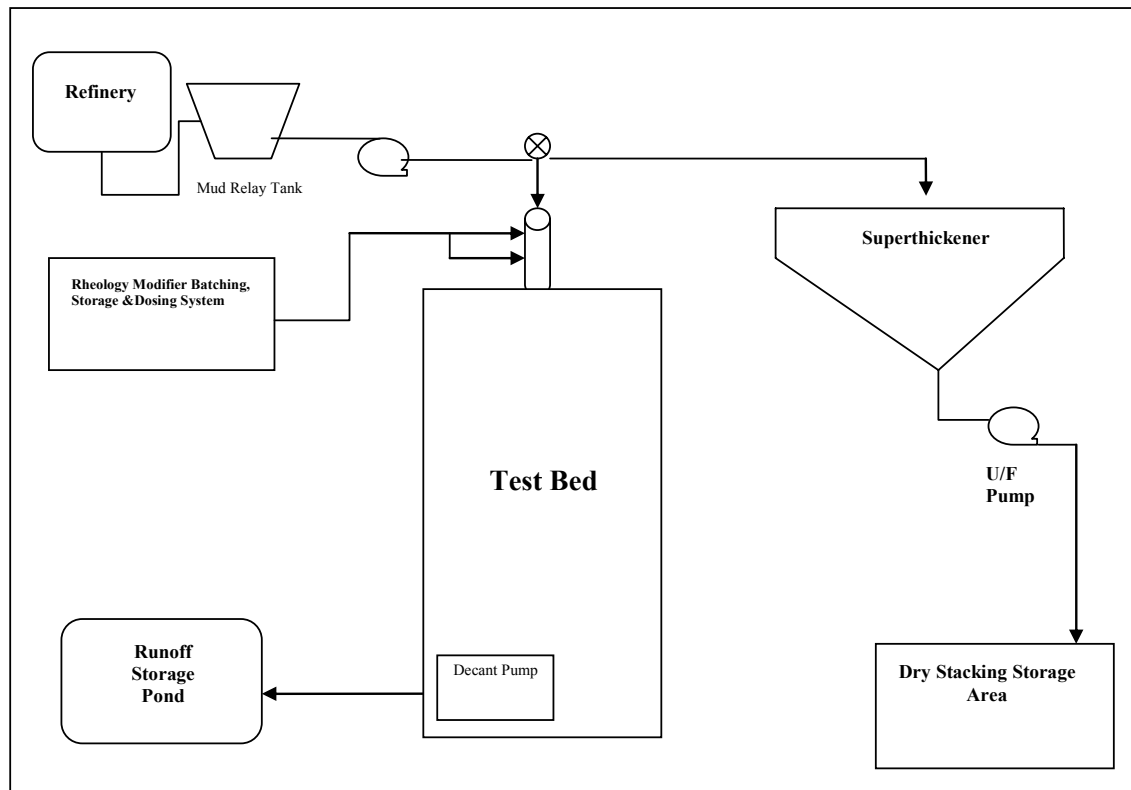 Refinery
Mud Relay Tank
Superthickener
Rheology Modifier Batching,
Storage &Dosing System
Test Bed
U/F
Pump
Runoff
Storage
Pond
Decant Pump
Dry Stacking Storage
Area